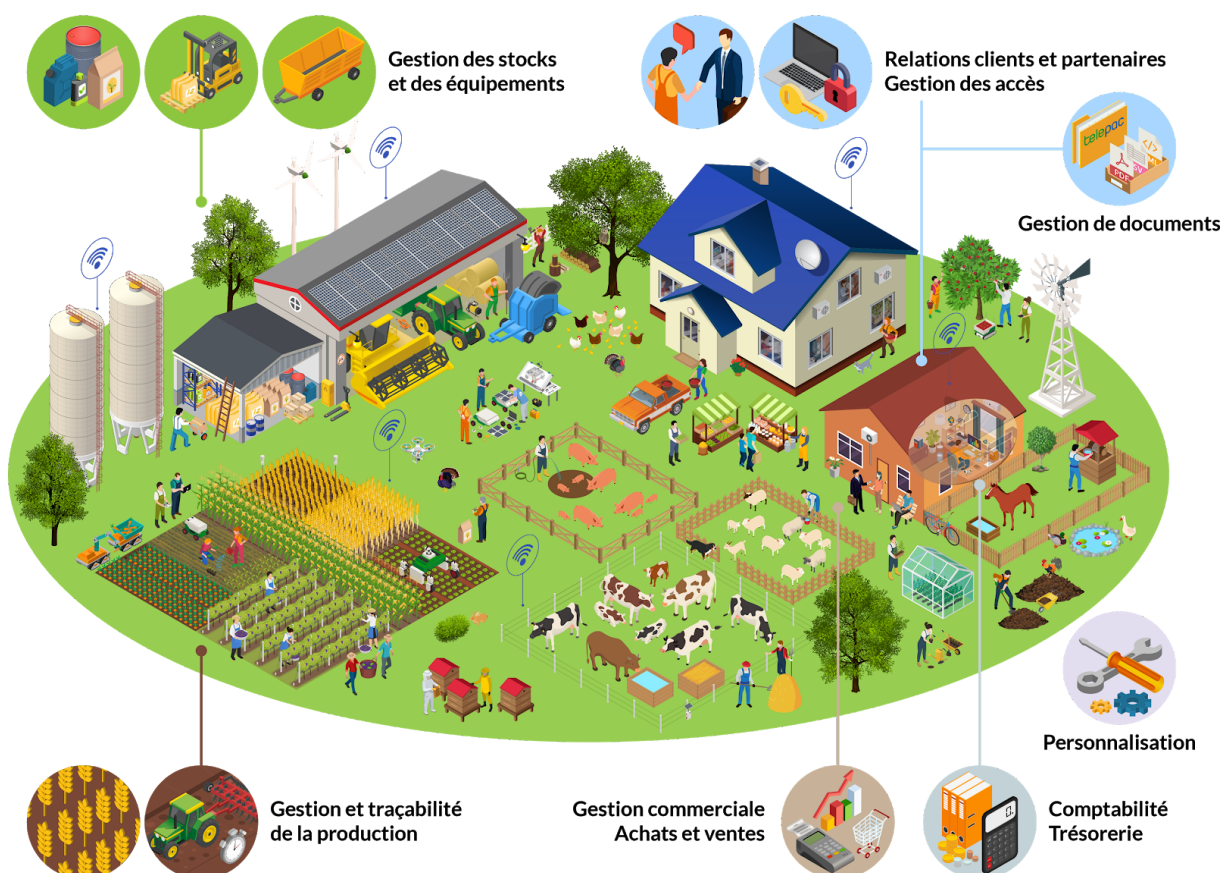 Gestion des stocks
et des équipements
Relations clients et partenaires
Gestion des accès
telepac
PDF
Gestion de documents
Personnalisation
Gestion et traçabilité
de la production
Gestion commerciale
Achats et ventes
Comptabilité
Trésorerie